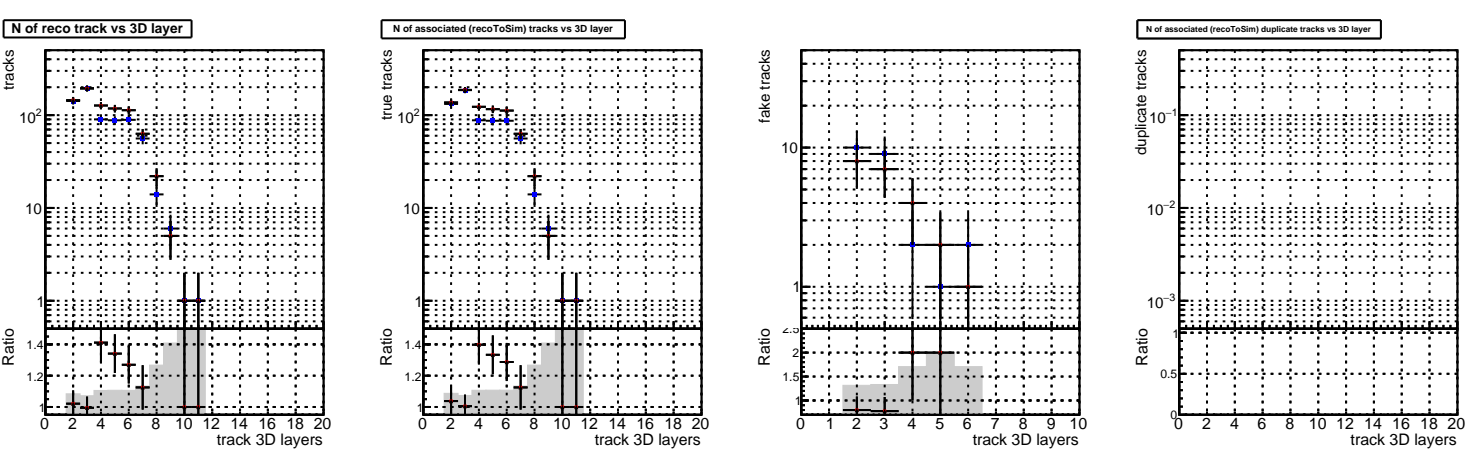 N of reco track vs 3D layer
tracks
10²
10
1
Ratio
1.4
1.2
1
0 2 4 6 8 10 12 14 16 18 20
track 3D layers
N of associated (recoToSim) tracks vs 3D layer
true tracks
10²
10
1
Ratio
1.4
1.2
1
0 2 4 6 8 10 12 14 16 18 20
track 3D layers
fake tracks
10
1
Ratio
2.5
2
1.5
1
0 1 2 3 4 5 6 7 8 9 10
track 3D layers
N of associated (recoToSim) duplicate tracks vs 3D layer
duplicate tracks
10⁻¹
10⁻²
10⁻³
Ratio
1
0.5
0
0 2 4 6 8 10 12 14 16 18 20
track 3D layers